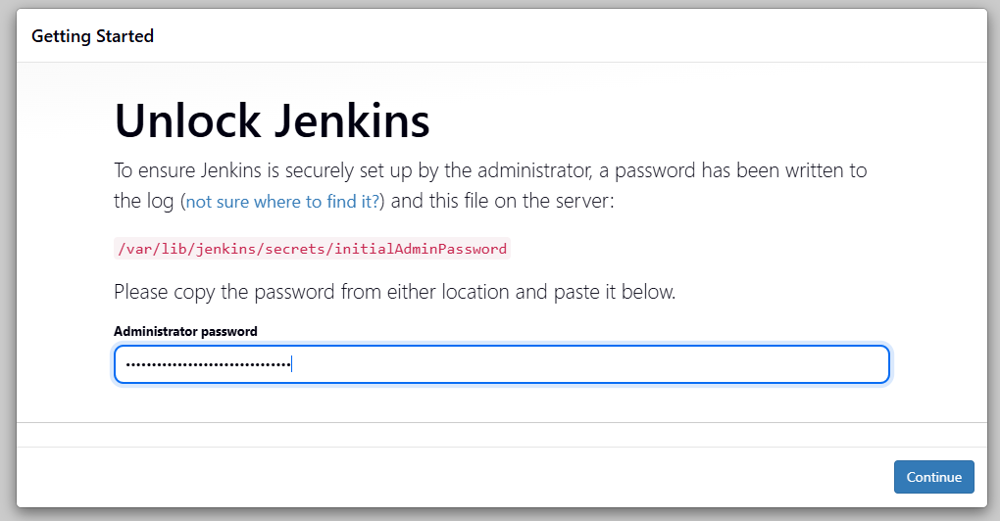 Getting Started
Unlock Jenkins
To ensure Jenkins is securely set up by the administrator, a password has been written to
the log (not sure where to find it?) and this file on the server:
/var/lib/jenkins/secrets/initialAdminPassword
Please copy the password from either location and paste it below.
Administrator password
••••••••••••••••••••••••••••••••
Continue